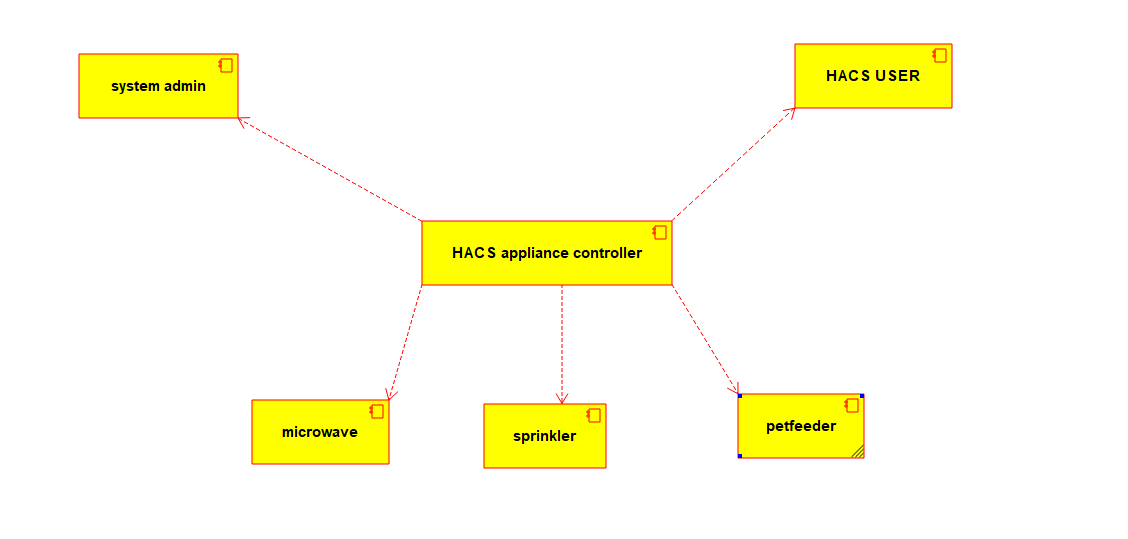 system admin
HACS USER
HACS appliance controller
microwave
sprinkler
petfeeder